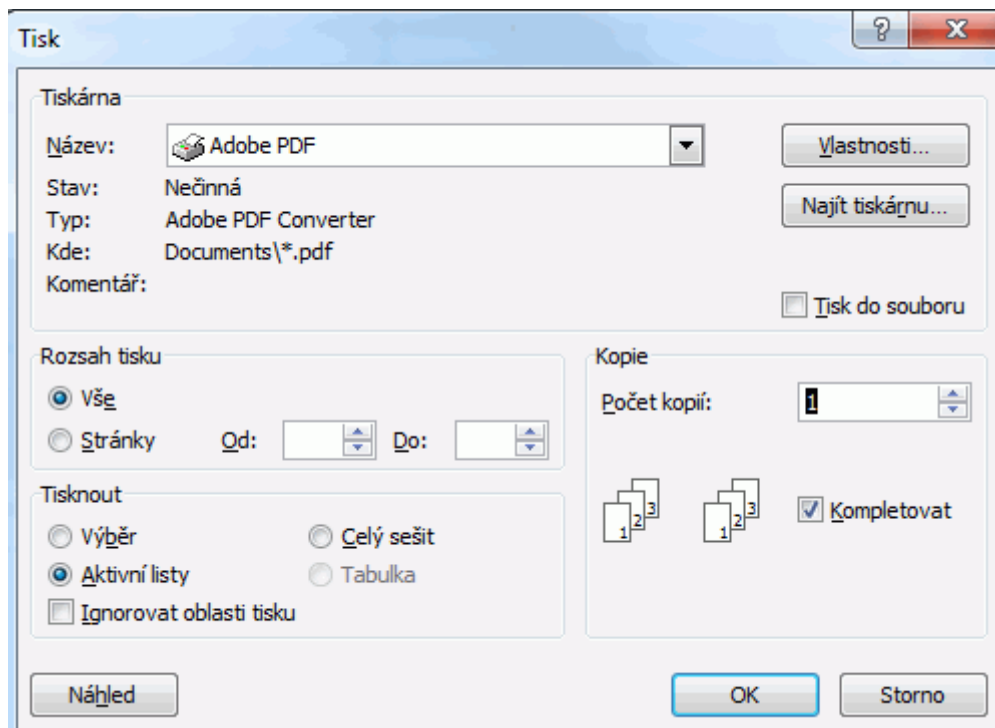 Tisk
Tiskárna
Název: Adobe PDF Vlastnosti...
Stav: Nečinná
Typ: Adobe PDF Converter Najít tiskárnu...
Kde: Documents\*.pdf
Komentář:
Tisk do souboru
Rozsah tisku
Vše
Stránky Od: Do:
Kopie
Počet kopií: 1
1 2 3 1 2 3 Kompletovat
Tisknout
Výběr Celý sešit
Aktivní listy Tabulka
Ignorovat oblasti tisku
Náhled OK Storno